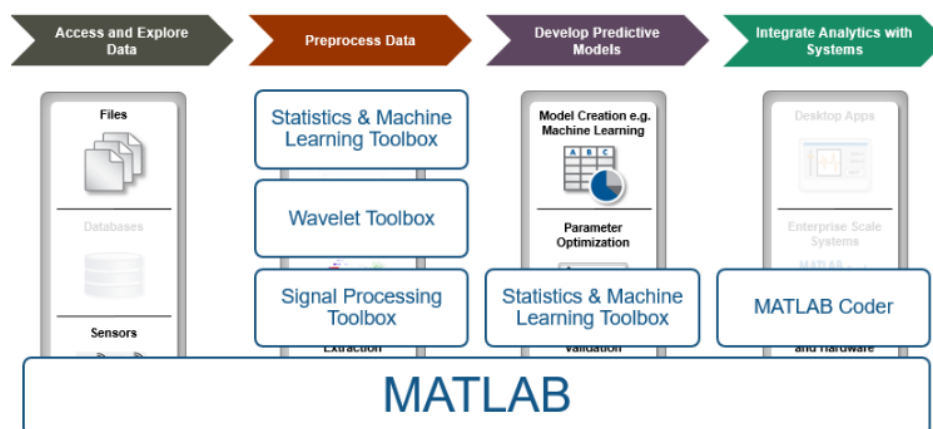 Access and Explore
Data
Preprocess Data
Develop Predictive
Models
Integrate Analytics with
Systems
Files
Databases
Sensors
Statistics & Machine
Learning Toolbox
Wavelet Toolbox
Signal Processing
Toolbox
Extraction
Model Creation e.g.
Machine Learning
A B C
Parameter
Optimization
Statistics & Machine
Learning Toolbox
Validation
Desktop Apps
Enterprise Scale
Systems
MATLAB
MATLAB Coder
and Hardware
MATLAB